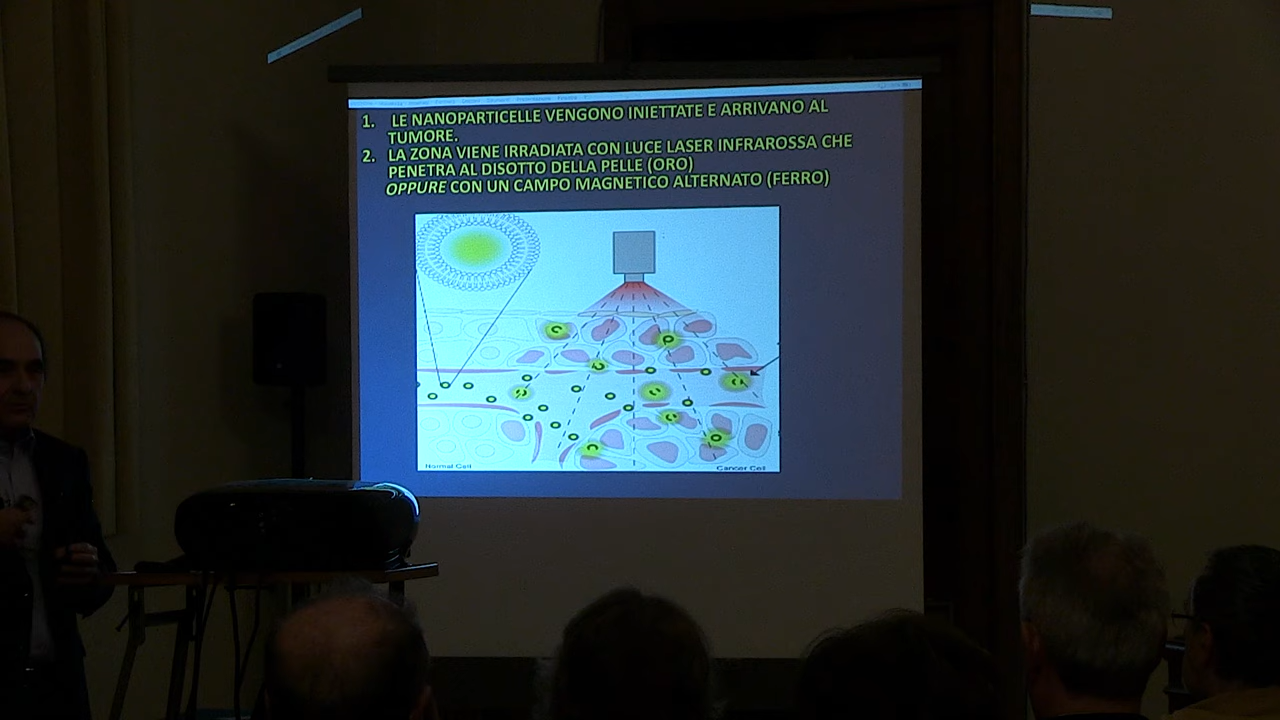 1. LE NANOPARTICELLE VENGONO INIETTATE E ARRIVANO AL
TUMORE.
2. LA ZONA VIENE IRRADIATA CON LUCE LASER INFRAROSSA CHE
PENETRA AL DISOTTO DELLA PELLE (ORO)
OPPURE CON UN CAMPO MAGNETICO ALTERNATO (FERRO)
Normal Cell
Cancer Cell